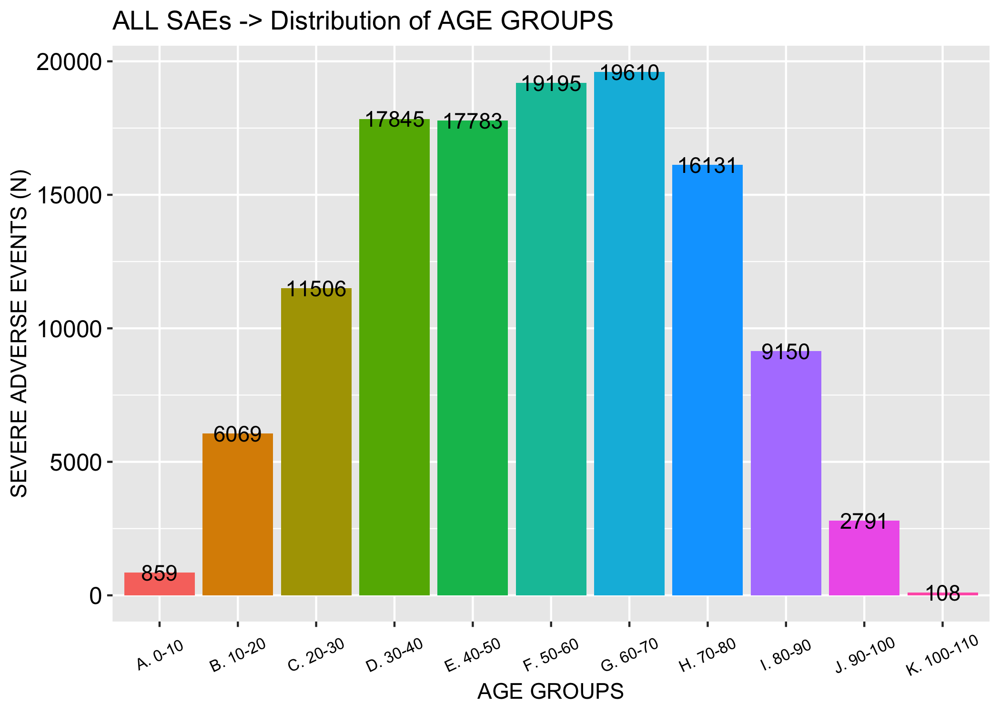 ALL SAEs -> Distribution of AGE GROUPS
SEVERE ADVERSE EVENTS (N)
20000
15000
10000
5000
0
859
6069
11506
17845
17783
19195
19610
16131
9150
2791
108
A. 0-10
B. 10-20
C. 20-30
D. 30-40
E. 40-50
F. 50-60
G. 60-70
H. 70-80
I. 80-90
J. 90-100
K. 100-110
AGE GROUPS